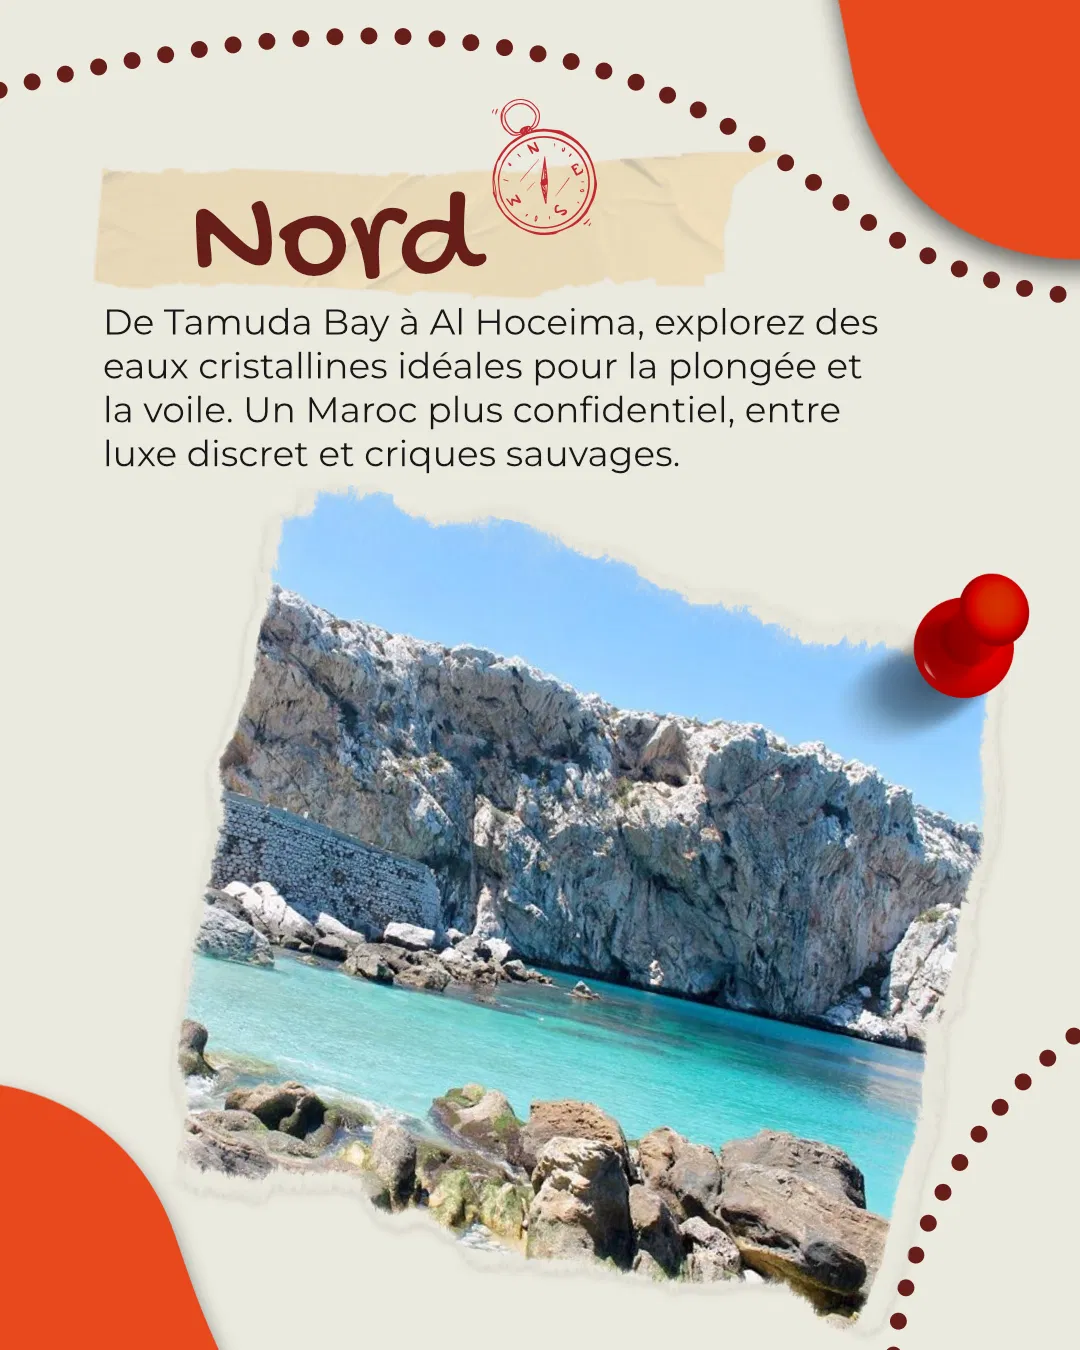 Nord
N
E
S
W
De Tamuda Bay à Al Hoceima, explorez des
eaux cristallines idéales pour la plongée et
la voile. Un Maroc plus confidentiel, entre
luxe discret et criques sauvages.